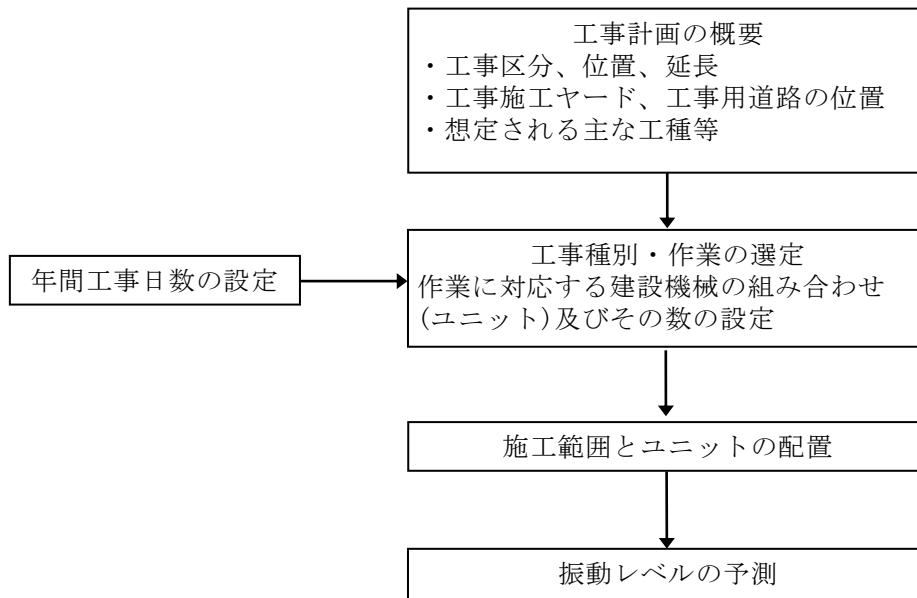 工事計画の概要
・工事区分、位置、延長
・工事施工ヤード、工事用道路の位置
・想定される主な工種等
年間工事日数の設定
工事種別・作業の選定
作業に対応する建設機械の組み合わせ
(ユニット)及びその数の設定
施工範囲とユニットの配置
振動レベルの予測